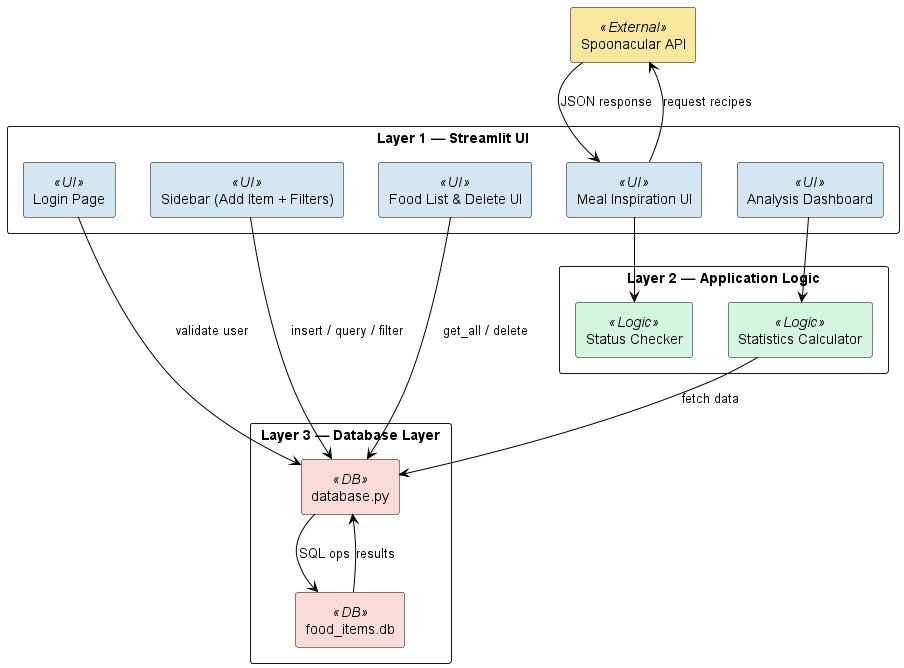 «External»
Spoonacular API
JSON response
request recipes
Layer 1 — Streamlit UI
«UI»
Login Page
«UI»
Sidebar (Add Item + Filters)
«UI»
Food List & Delete UI
«UI»
Meal Inspiration UI
«UI»
Analysis Dashboard
Layer 2 — Application Logic
«Logic»
Status Checker
«Logic»
Statistics Calculator
validate user
insert / query / filter
get_all / delete
fetch data
Layer 3 — Database Layer
«DB»
database.py
SQL ops
results
«DB»
food_items.db